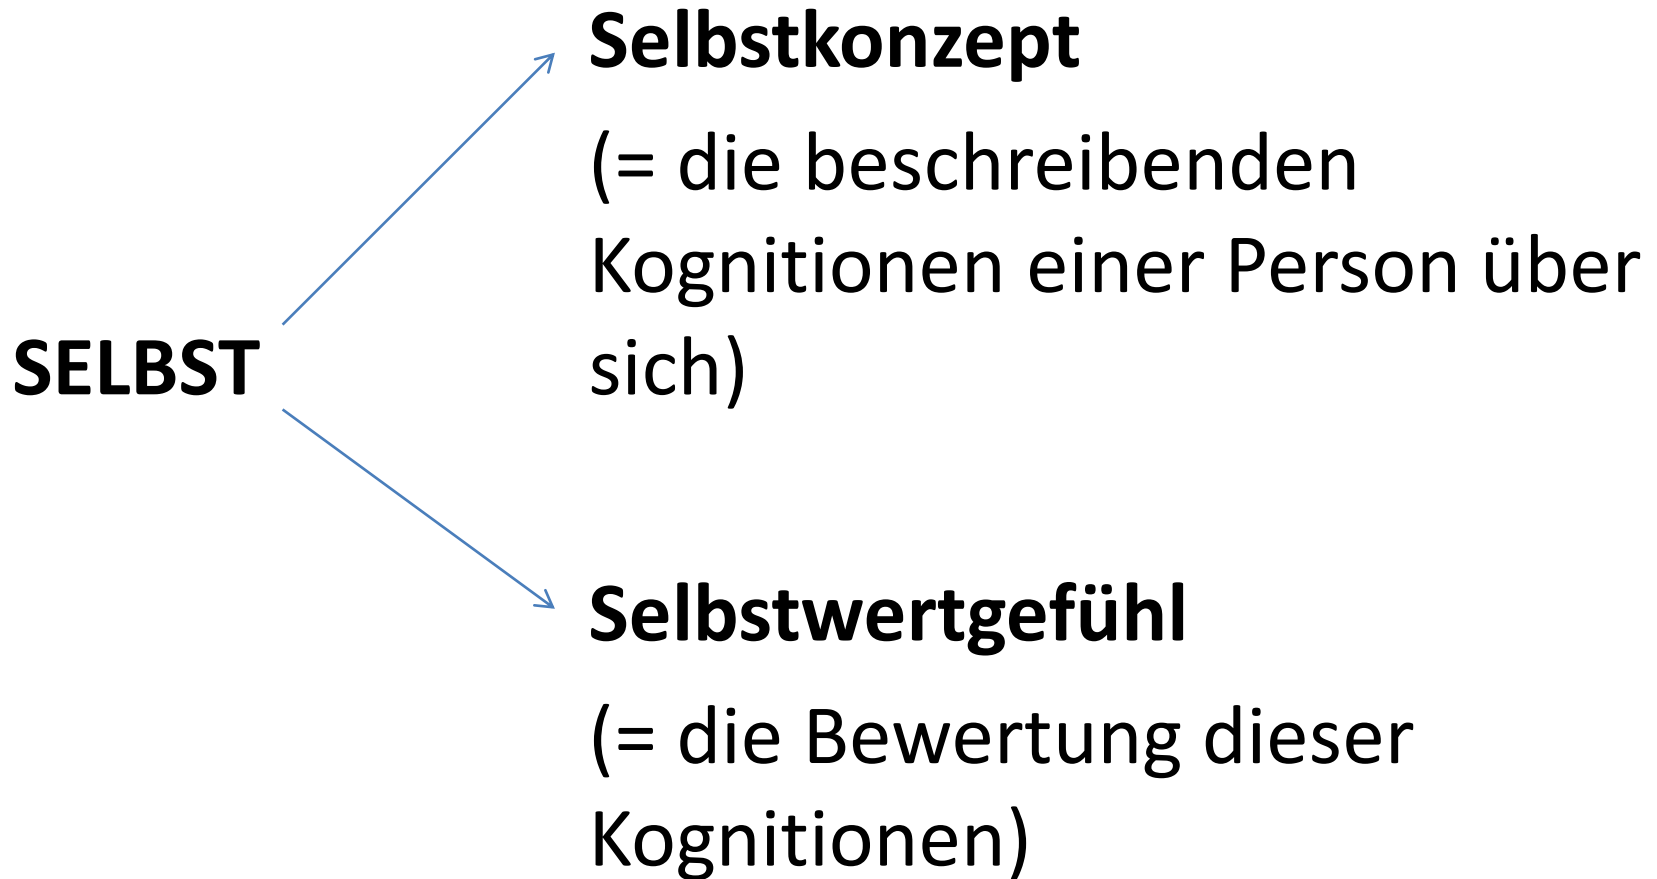 Selbstkonzept
(= die beschreibenden
Kognitionen einer Person über
sich)
SELBST
Selbstwertgefühl
(= die Bewertung dieser
Kognitionen)